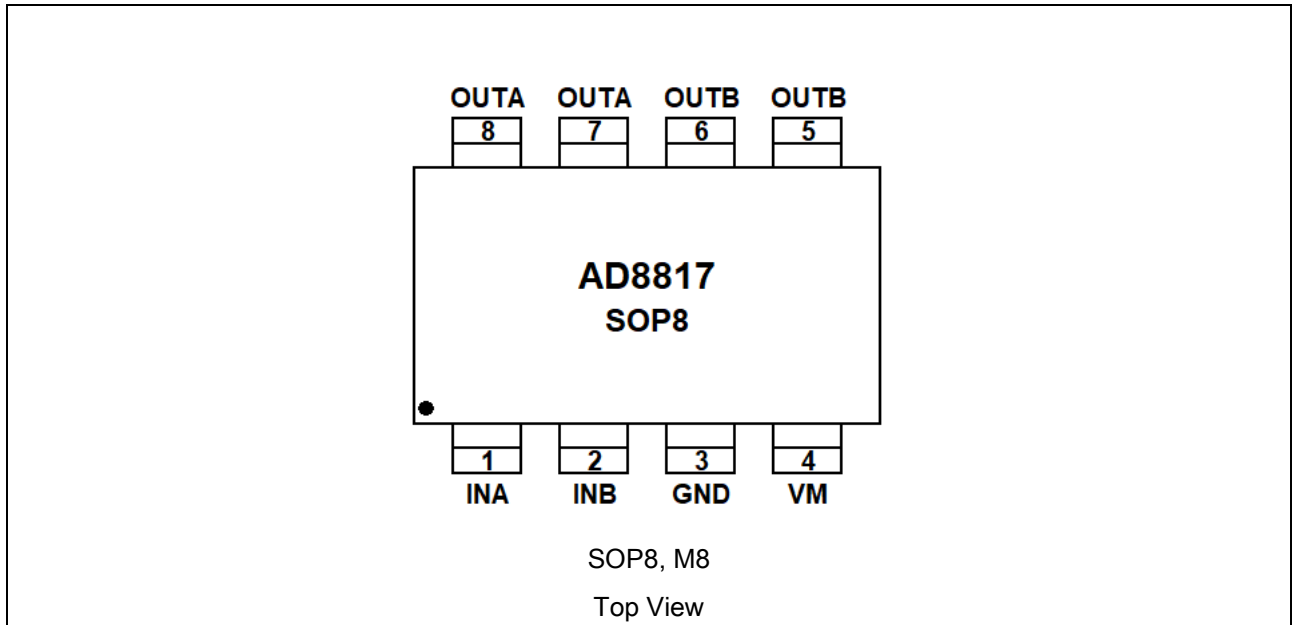 OUTA OUTA OUTB OUTB
8 7 6 5
AD8817
SOP8
1 2 3 4
INA INB GND VM
SOP8, M8
Top View